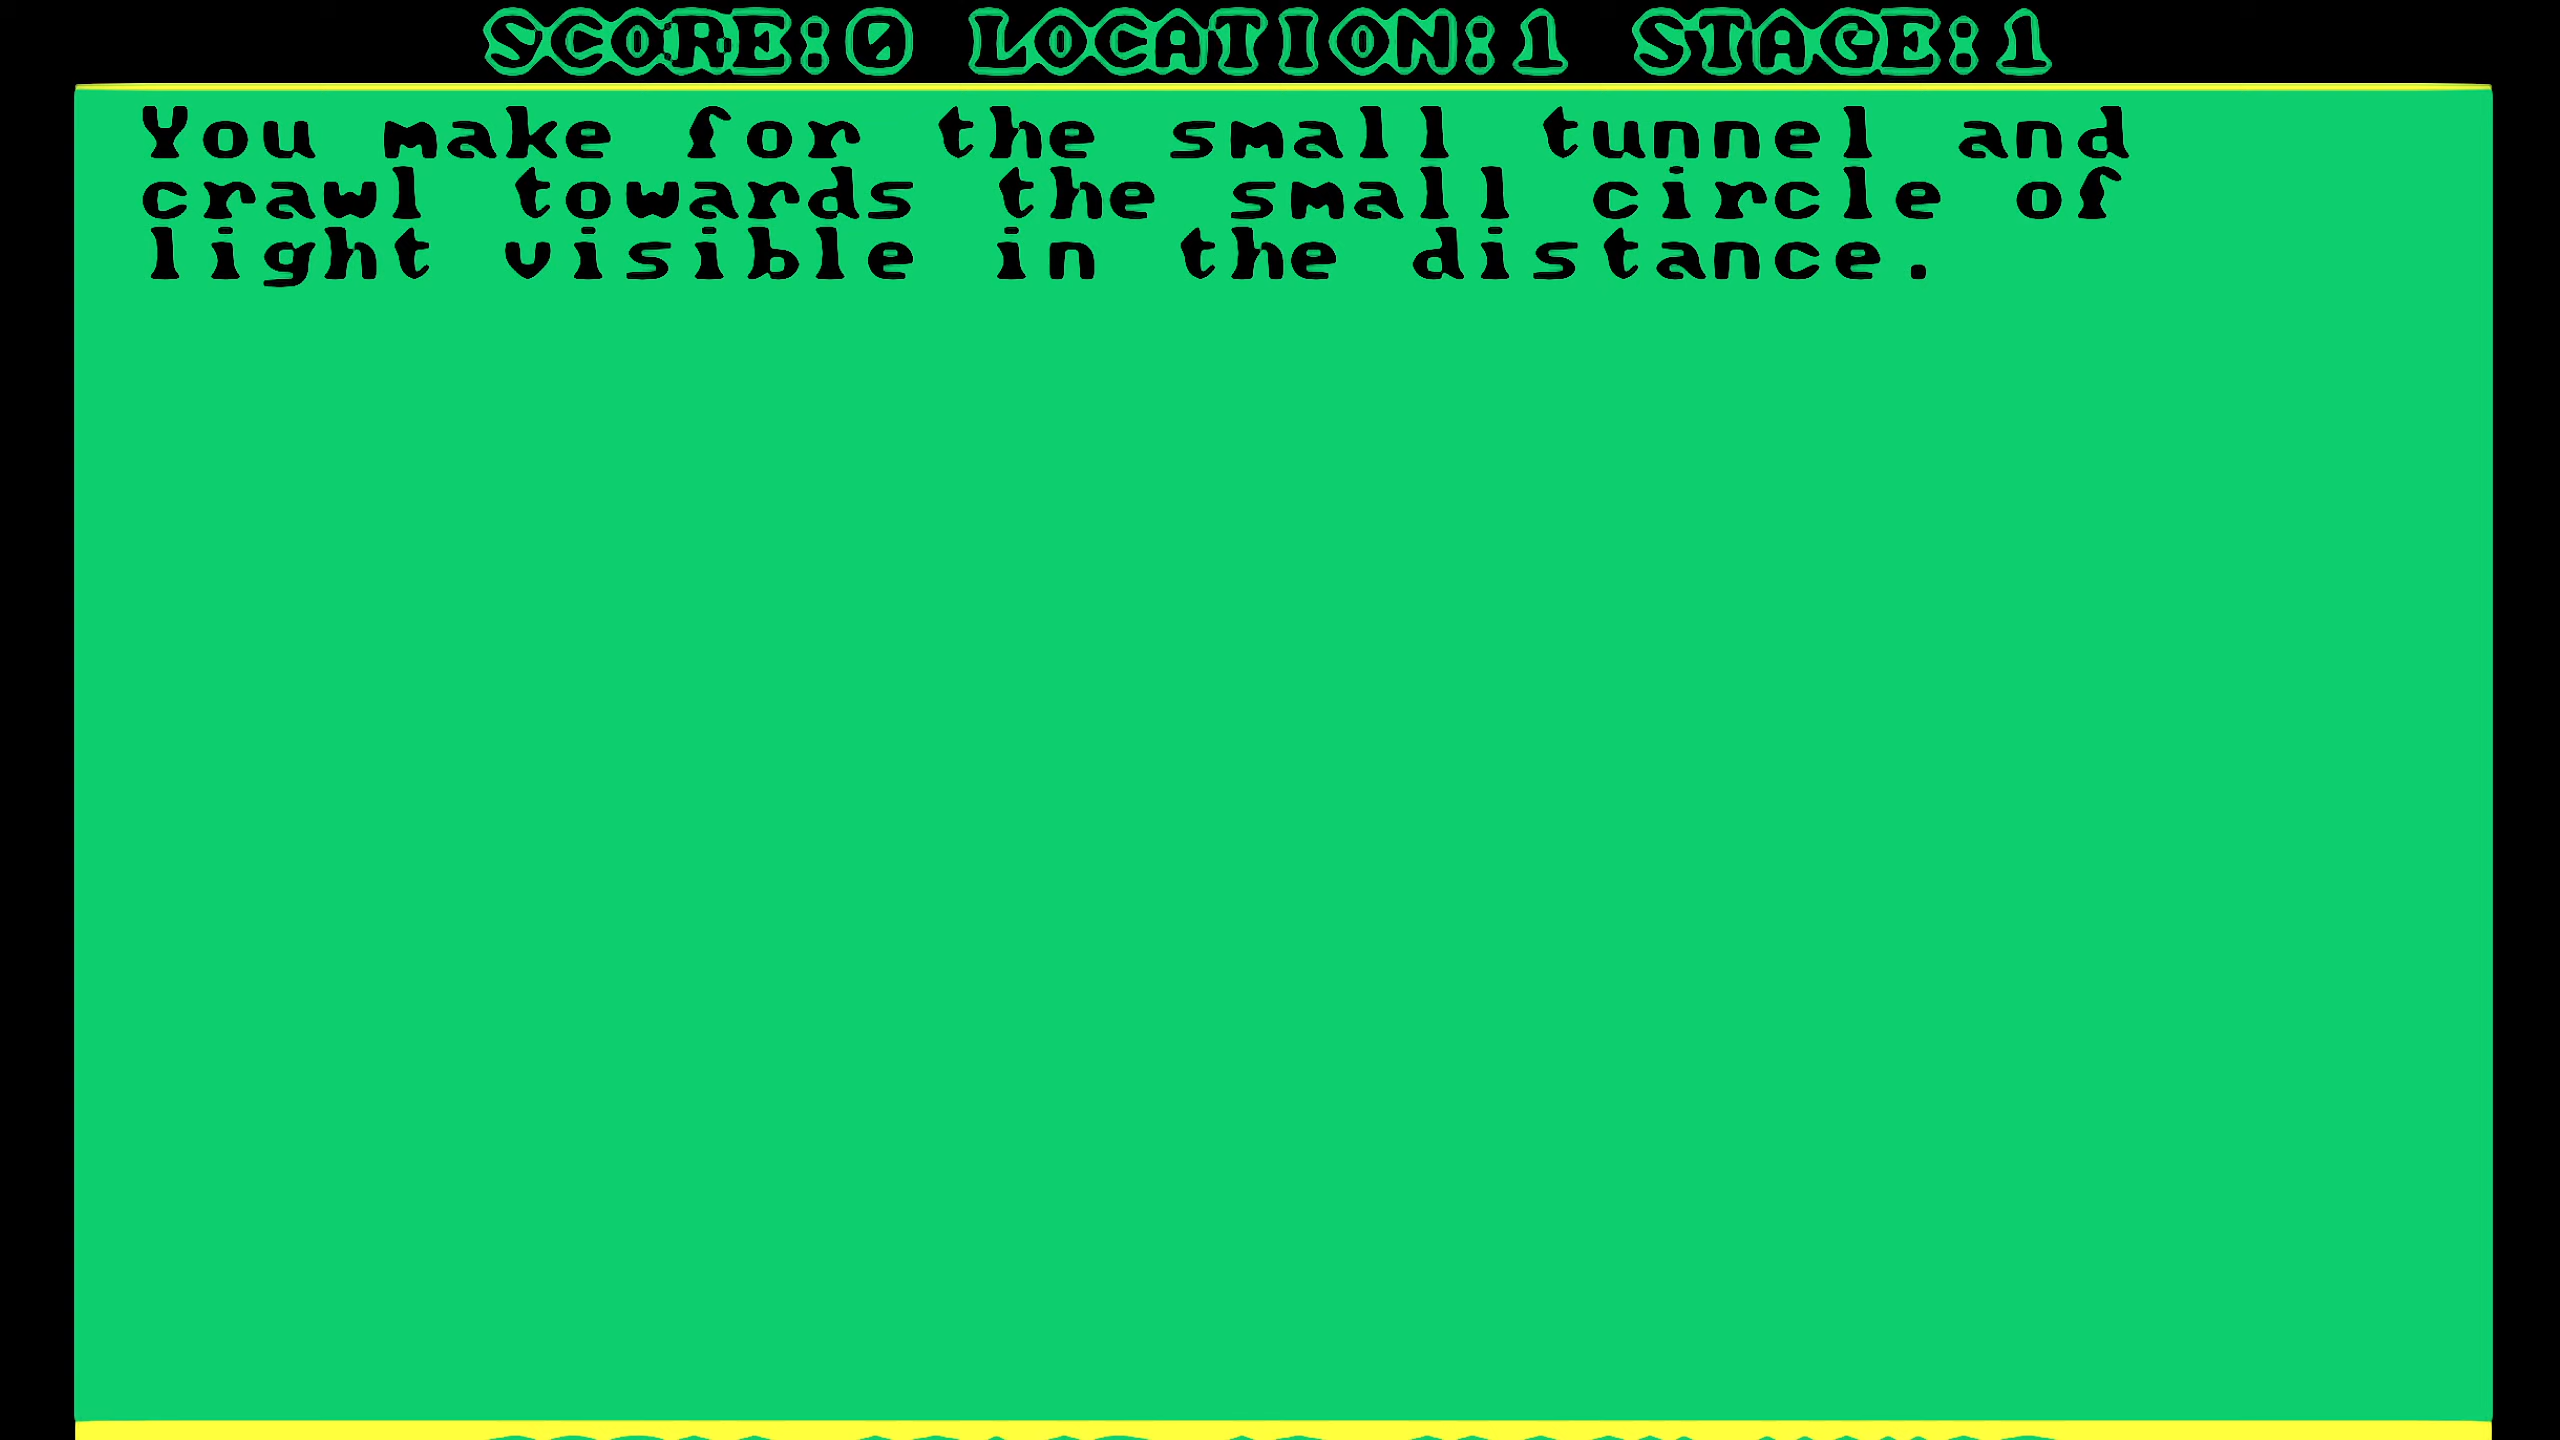 SCORE:0 LOCATION:1 STAGE:1
You make for the small tunnel and
crawl towards the small circle of
light visible in the distance.